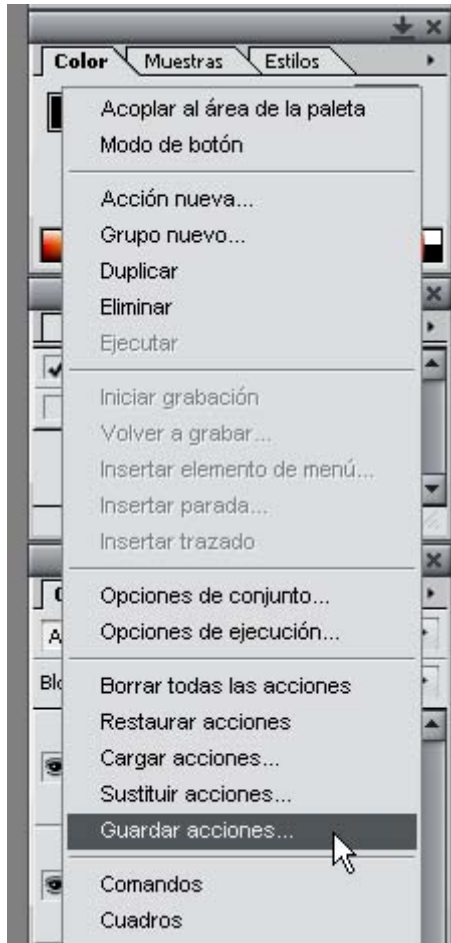 Color Muestras Estilos
Acoplar al área de la paleta
Modo de botón
Acción nueva...
Grupo nuevo...
Duplicar
Eliminar
Ejecutar
Iniciar grabación
Volver a grabar...
Insertar elemento de menú...
Insertar parada...
Insertar trazado
Opciones de conjunto...
Opciones de ejecución...
Borrar todas las acciones
Restaurar acciones
Cargar acciones...
Sustituir acciones...
Guardar acciones...
Comandos
Cuadros